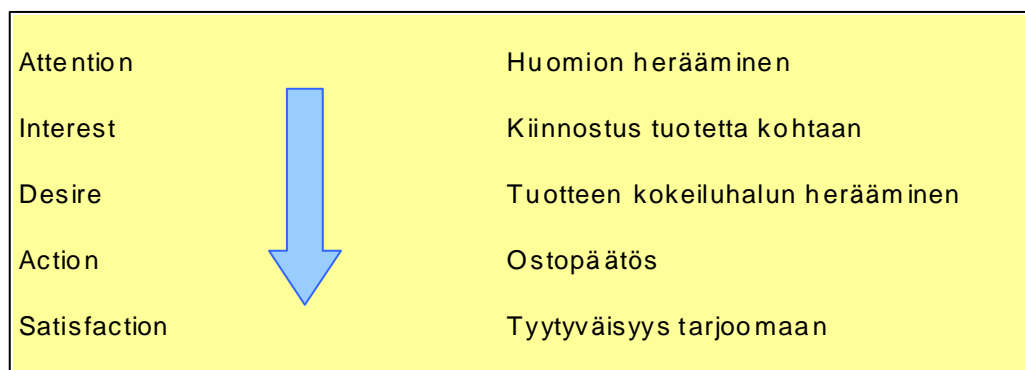 Attention Huomion herääminen
Interest Kiinnostus tuotetta kohtaan
Desire Tuotteen kokeiluhalun herääminen
Action Ostopäätös
Satisfaction Tyytyväisyys tarjoomaan